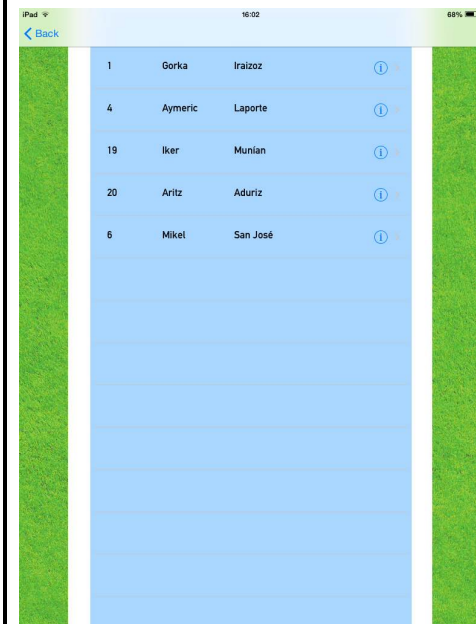 iPad 16:02 68%
Back
1 Gorka Iraizoz
4 Aymeric Laporte
19 Iker Munían
20 Aritz Aduriz
6 Mikel San José